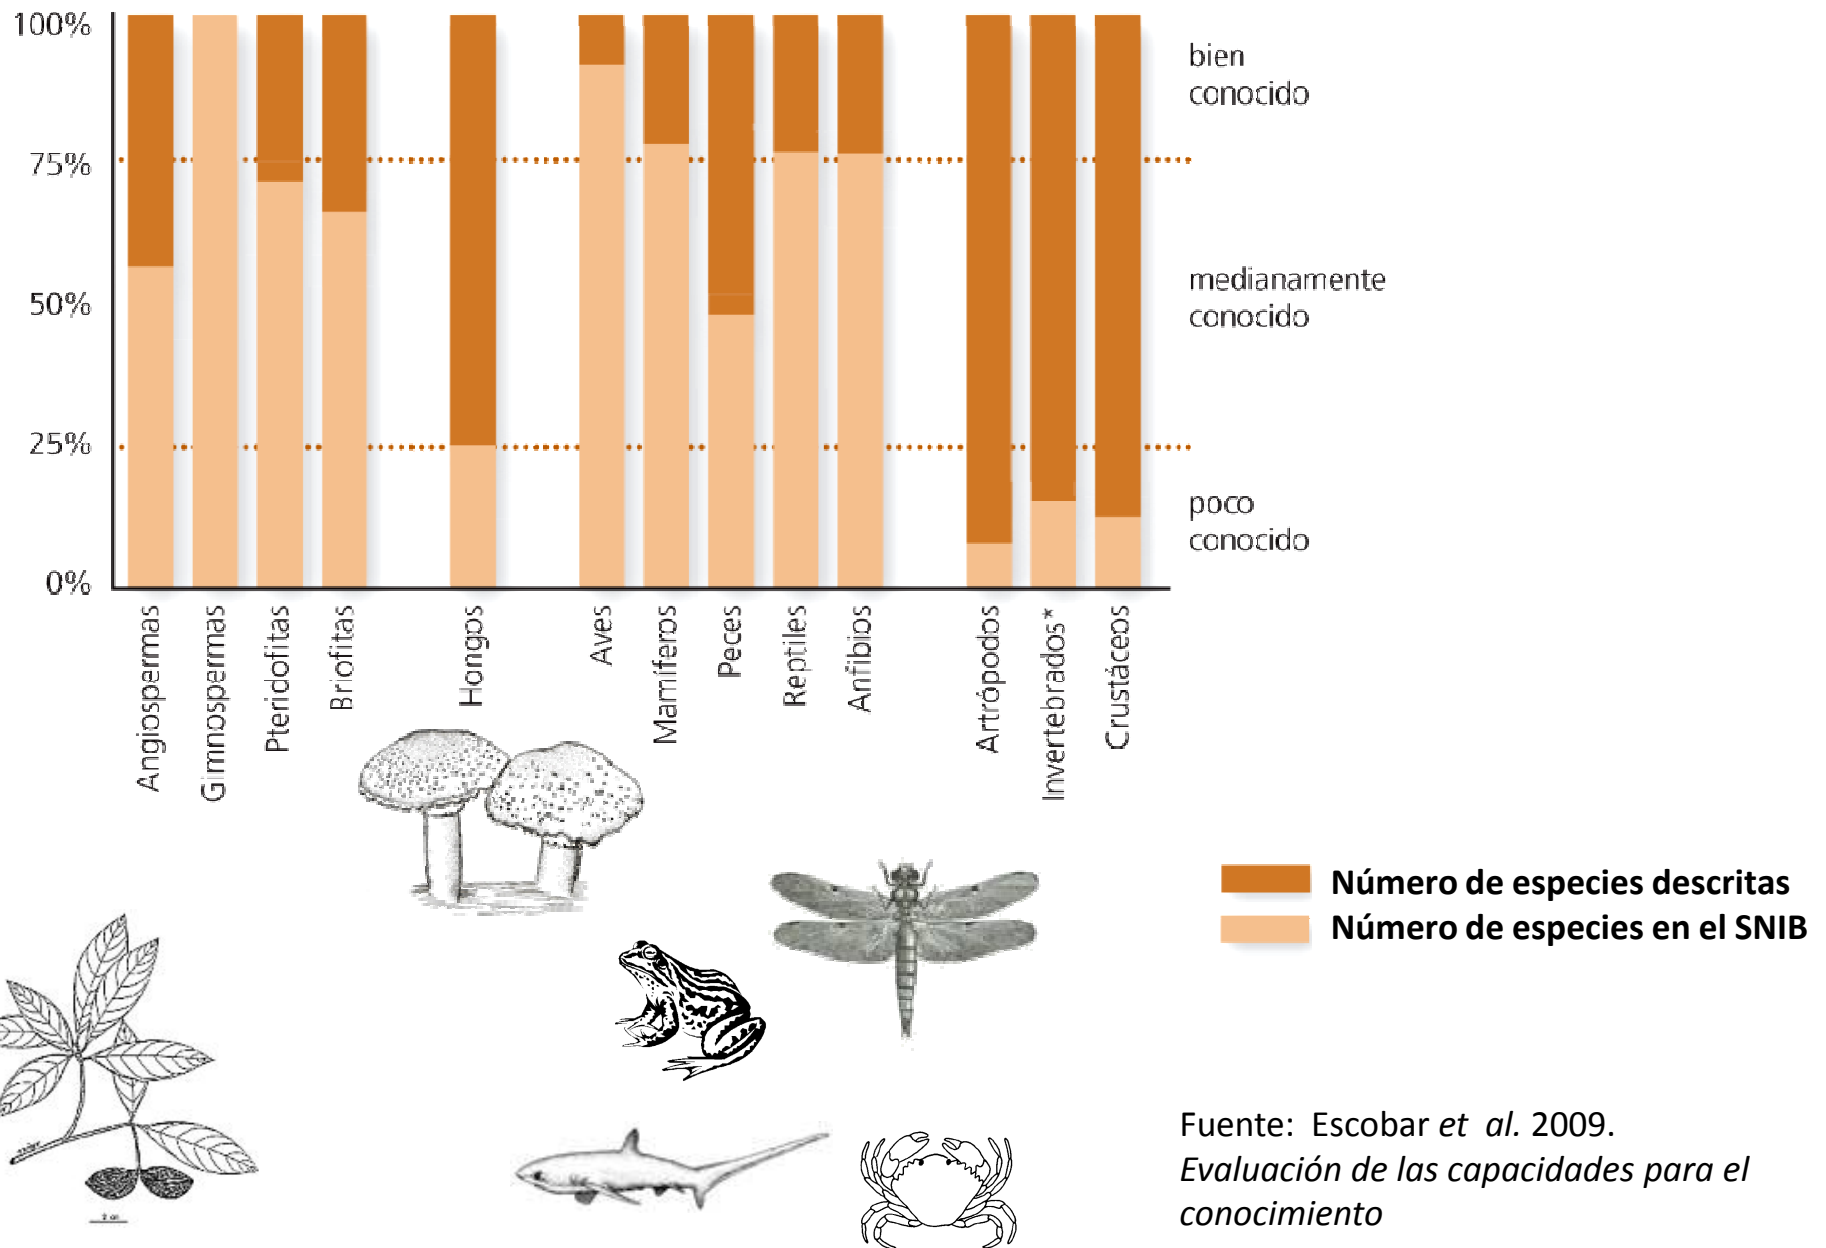 100%
75%
50%
25%
0%
bien
conocido
medianamente
conocido
poco
conocido
Angiospermas
Gimnospermas
Pteridofitas
Briofitas
Hongos
Aves
Mamíferos
Peces
Reptiles
Anfibios
Artrópodos
Invertebrados*
Crustáceos
Número de especies descritas
Número de especies en el SNIB
Fuente: Escobar et al. 2009.
Evaluación de las capacidades para el
conocimiento